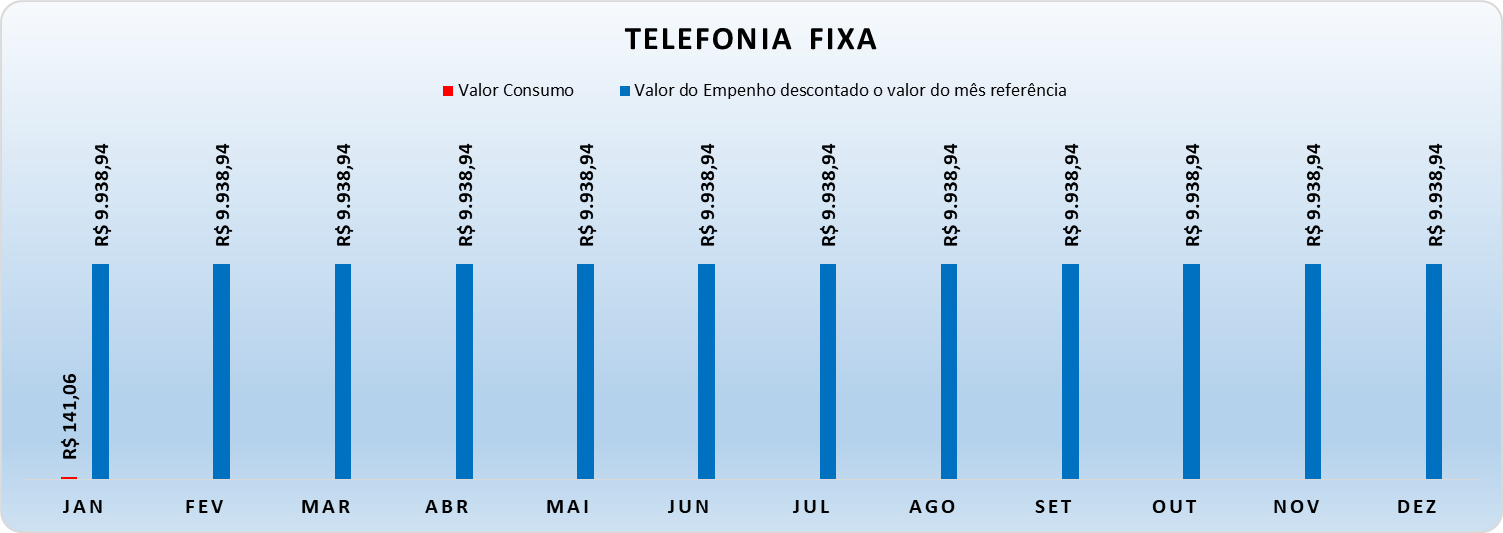 TELEFONIA FIXA
Valor Consumo
Valor do Empenho descontado o valor do mês referência
R$ 141,06
R$ 9.938,94
R$ 9.938,94
R$ 9.938,94
R$ 9.938,94
R$ 9.938,94
R$ 9.938,94
R$ 9.938,94
R$ 9.938,94
R$ 9.938,94
R$ 9.938,94
R$ 9.938,94
R$ 9.938,94
JAN
FEV
MAR
ABR
MAI
JUN
JUL
AGO
SET
OUT
NOV
DEZ